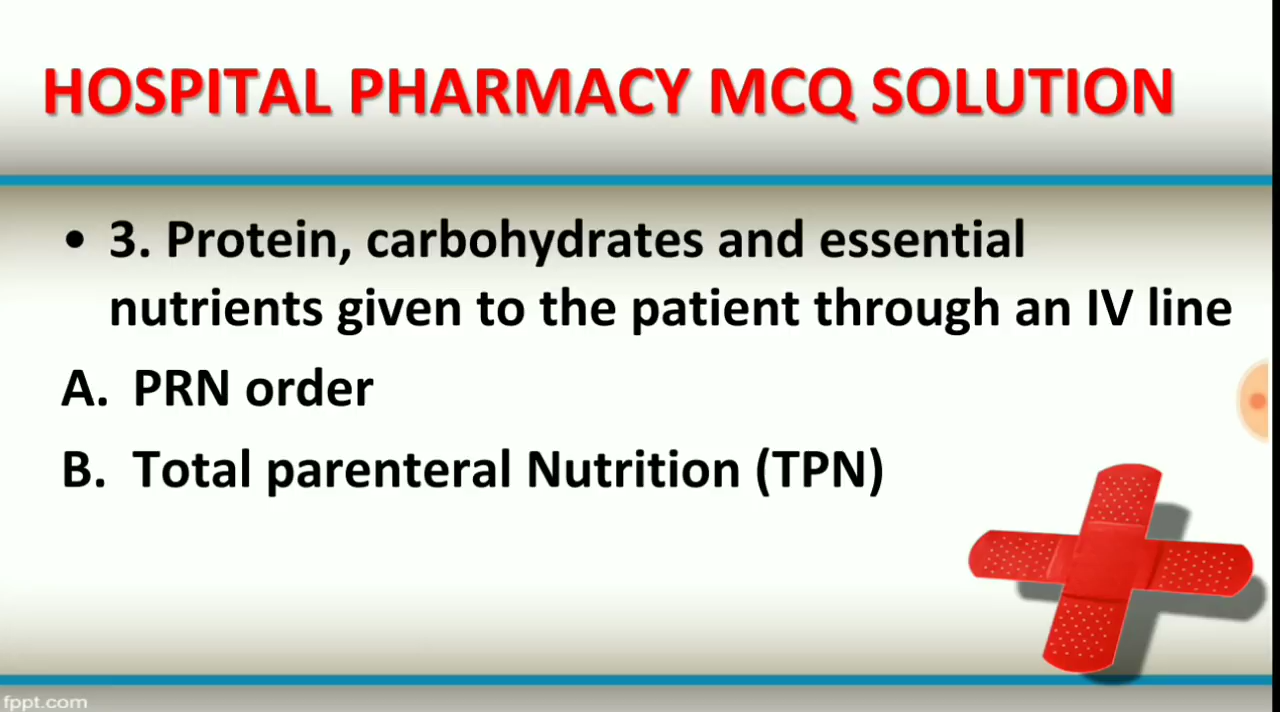 HOSPITAL PHARMACY MCQ SOLUTION
• 3. Protein, carbohydrates and essential
nutrients given to the patient through an IV line
A. PRN order
B. Total parenteral Nutrition (TPN)
fppt.com